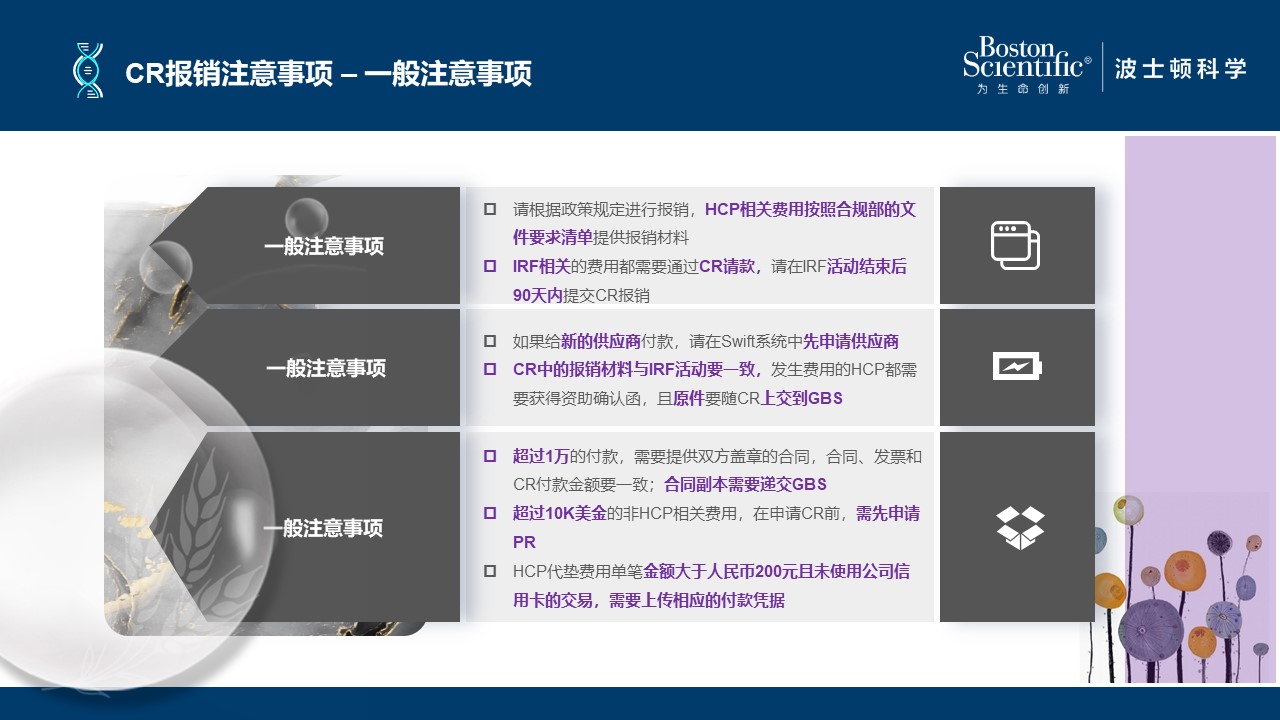 CR报销注意事项 – 一般注意事项
Boston
Scientific®
为生命创新
波士顿科学
一般注意事项
请根据政策规定进行报销，HCP相关费用按照合规部的文
件要求清单提供报销材料
IRF相关的费用都需要通过CR请款，请在IRF活动结束后
90天内提交CR报销
一般注意事项
如果给新的供应商付款，请在Swift系统中先申请供应商
CR中的报销材料与IRF活动要一致，发生费用的HCP都需
要获得资助确认函，且原件要随CR上交到GBS
一般注意事项
超过1万的付款，需要提供双方盖章的合同，合同、发票和
CR付款金额要一致；合同副本需要递交GBS
超过10K美金的非HCP相关费用，在申请CR前，需先申请
PR
HCP代垫费用单笔金额大于人民币200元且未使用公司信
用卡的交易，需要上传相应的付款凭据